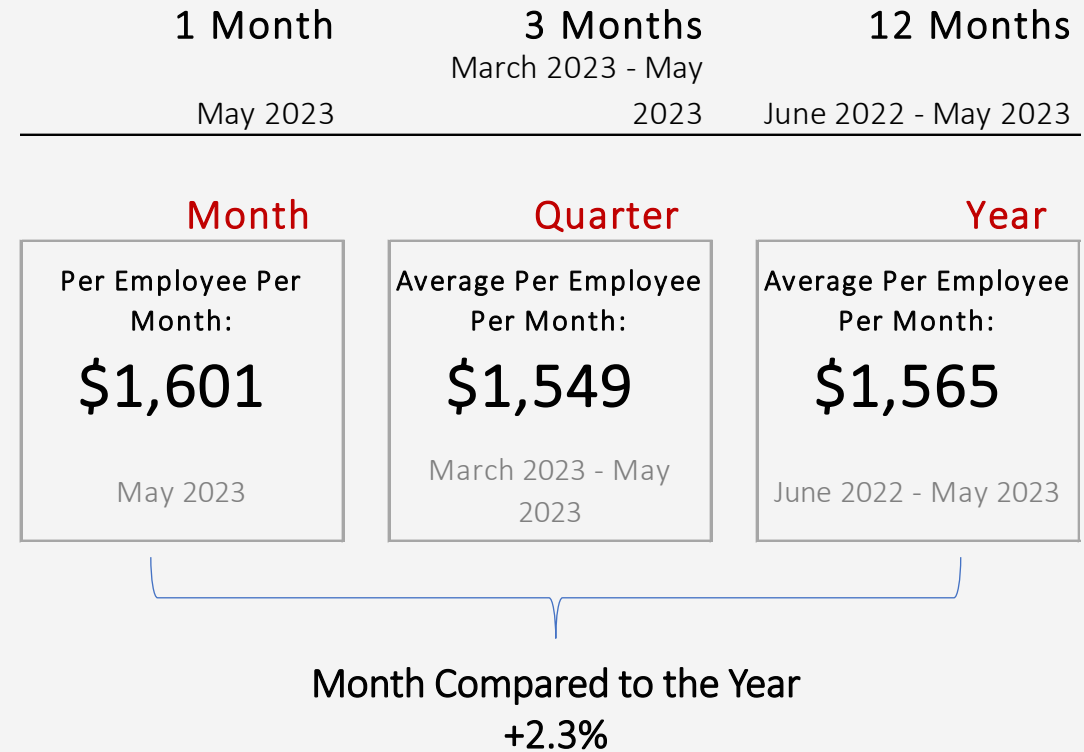 1 Month
3 Months
12 Months
March 2023 - May
May 2023
2023
June 2022 - May 2023
Month
Quarter
Year
Per Employee Per
Month:
$1,601
May 2023
Average Per Employee
Per Month:
$1,549
March 2023 - May
2023
Average Per Employee
Per Month:
$1,565
June 2022 - May 2023
Month Compared to the Year
+2.3%